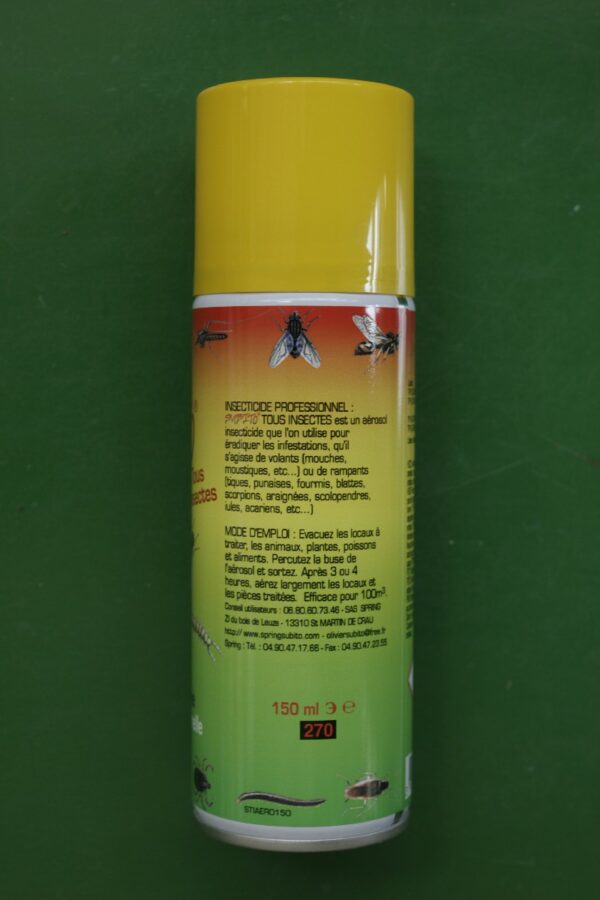 INSECTICIDE PROFESSIONNEL :
SUBITO TOUS INSECTES est un aérosol
insecticide que l'on utilise pour
éradiquer les infestations, qu'il
s'agisse de volants (mouches,
moustiques, etc...) ou de rampants
(tiques, punaises, fourmis, blattes,
scorpions, araignées, scolopendres,
iules, acariens, etc...)
MODE D'EMPLOI : Evacuez les locaux à
traiter, les animaux, plantes, poissons
et aliments. Percutez la buse de
l'aérosol et sortez. Après 3 ou 4
heures, aérez largement les locaux et
les pièces traitées. Efficace pour 100m³.
Conseil utilisateurs : 06.80.60.73.46 - SAS SPRING
ZI du bois de Leuze - 13310 St MARTIN DE CRAU
http://www.springsubito.com - oliviersubito@free.fr
Spring : Tél. : 04.90.47.17.66 - Fax : 04.90.47.23.55
150 ml 3 e
270
STIAERO150
®
Tous